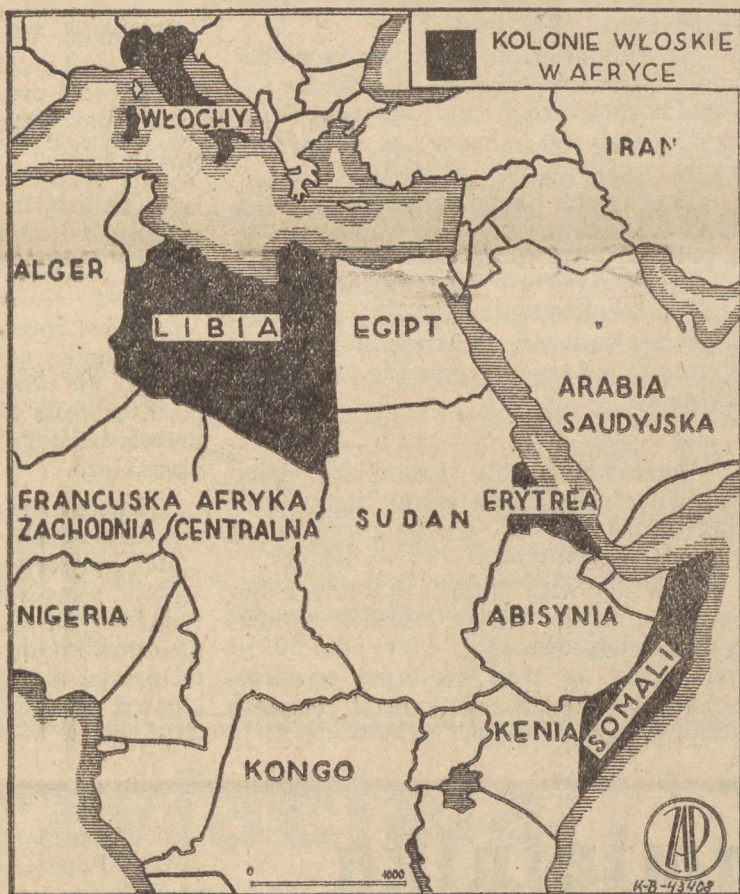 KOLONIE WŁOSKIE
W AFRYCE
WŁOCHY
IRAN
ALGER
LIBIA
EGIPT
ARABIA
SAUDYJSKA
FRANCUSKA AFRYKA
ZACHODNIA CENTRALNA
SUDAN
ERYTREA
NIGERIA
ABISYNIA
SOMALI
KENIA
KONGO
0 1000
ZAP
K-B-43408